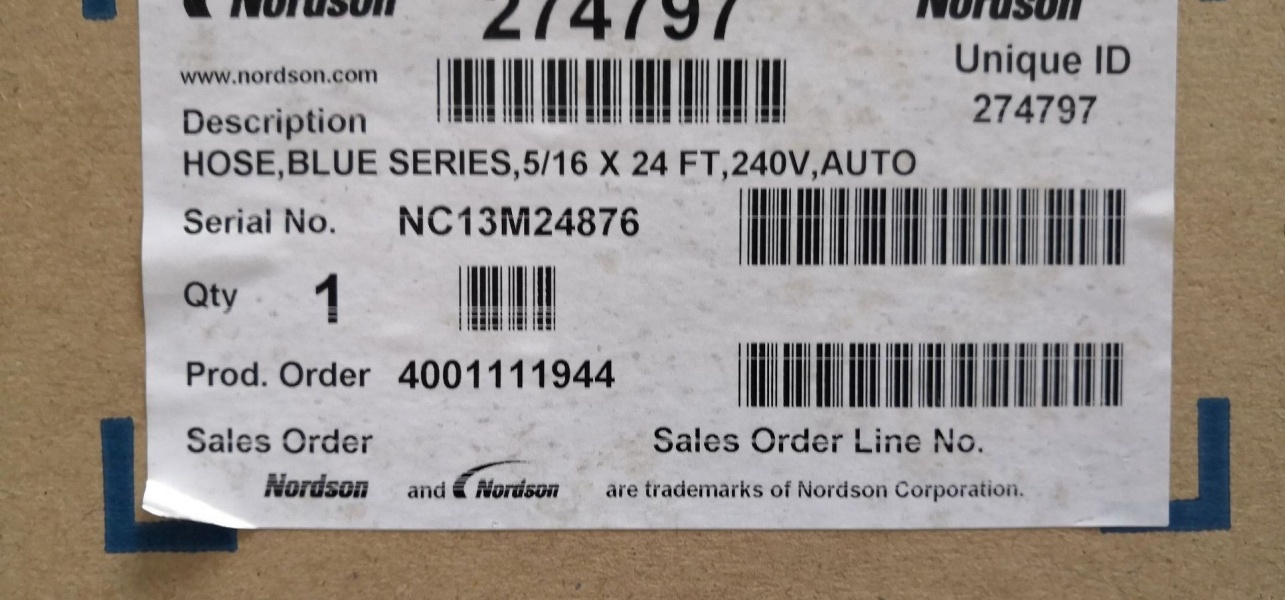 Nordson 274797 Nordson
www.nordson.com Unique ID
274797
Description
HOSE,BLUE SERIES,5/16 X 24 FT,240V,AUTO
Serial No. NC13M24876
Qty 1
Prod. Order 4001111944
Sales Order Sales Order Line No.
Nordson and Nordson are trademarks of Nordson Corporation.